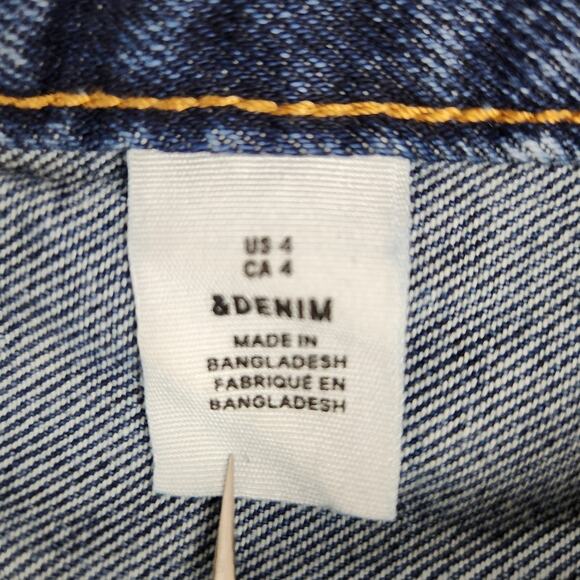 US 4
CA 4
&DENIM
MADE IN
BANGLADESH
FABRIQUÉ EN
BANGLADESH